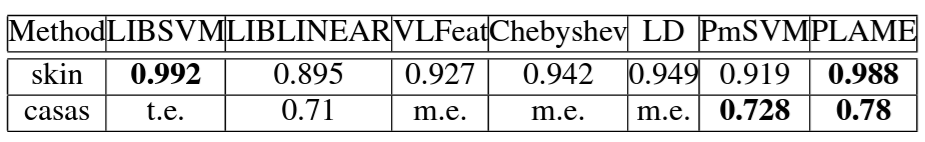 Method LIBSVM LIBLINEAR VLFeat Chebyshev LD PmSVM PLAME
skin 0.992 0.895 0.927 0.942 0.949 0.919 0.988
casas t.e. 0.71 m.e. m.e. m.e. 0.728 0.78